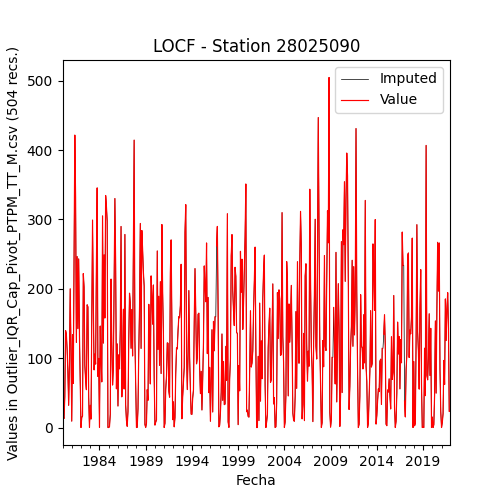 LOCF - Station 28025090
Values in Outlier_IQR_Cap_Pivot_PTPM_TT_M.csv (504 recs.)
500
400
300
200
100
0
Imputed
Value
1984 1989 1994 1999 2004 2009 2014 2019
Fecha